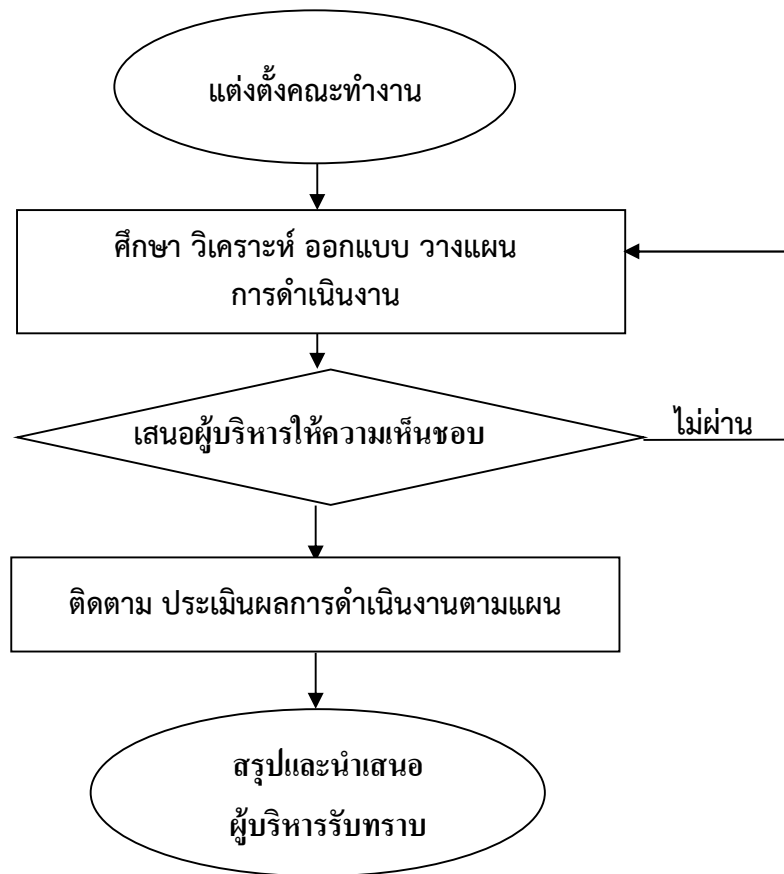 แต่งตั้งคณะทำงาน
ศึกษา วิเคราะห์ ออกแบบ วางแผน
การดำเนินงาน
เสนอผู้บริหารให้ความเห็นชอบ
ไม่ผ่าน
ติดตาม ประเมินผลการดำเนินงานตามแผน
สรุปและนำเสนอ
ผู้บริหารรับทราบ